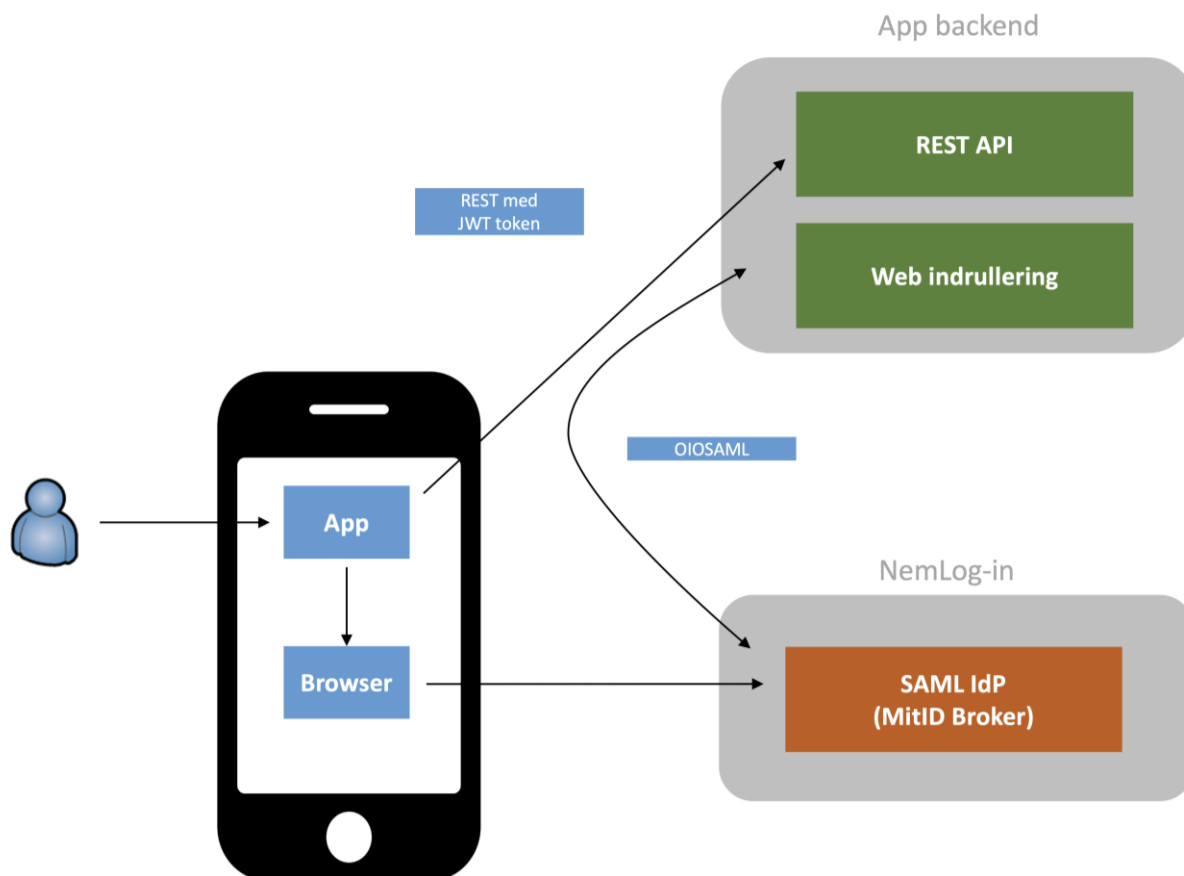 App backend
REST API
REST med
JWT token
Web indrullering
OIOSAML
App
NemLog-in
Browser
SAML IdP
(MitID Broker)